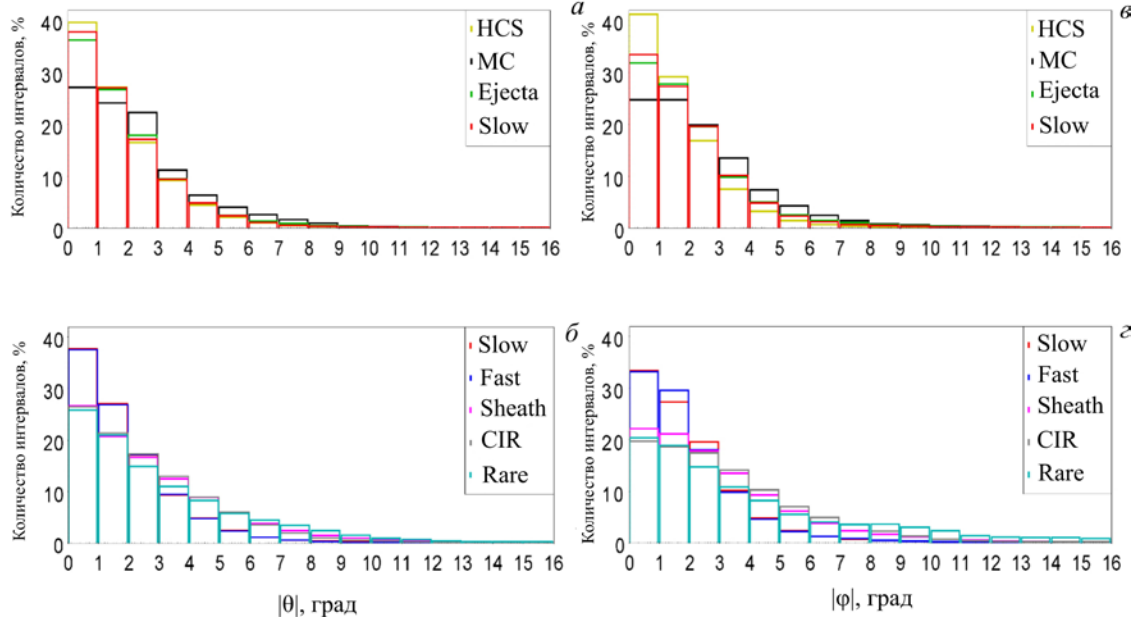 40
30
20
10
0
Количество интервалов, %
HCS
MC
Ejecta
Slow
а
0 1 2 3 4 5 6 7 8 9 10 11 12 13 14 15 16
40
30
20
10
0
Количество интервалов, %
HCS
MC
Ejecta
Slow
в
0 1 2 3 4 5 6 7 8 9 10 11 12 13 14 15 16
40
30
20
10
0
Количество интервалов, %
Slow
Fast
Sheath
CIR
Rare
б
0 1 2 3 4 5 6 7 8 9 10 11 12 13 14 15 16
|θ|, град
40
30
20
10
0
Количество интервалов, %
Slow
Fast
Sheath
CIR
Rare
г
0 1 2 3 4 5 6 7 8 9 10 11 12 13 14 15 16
|φ|, град